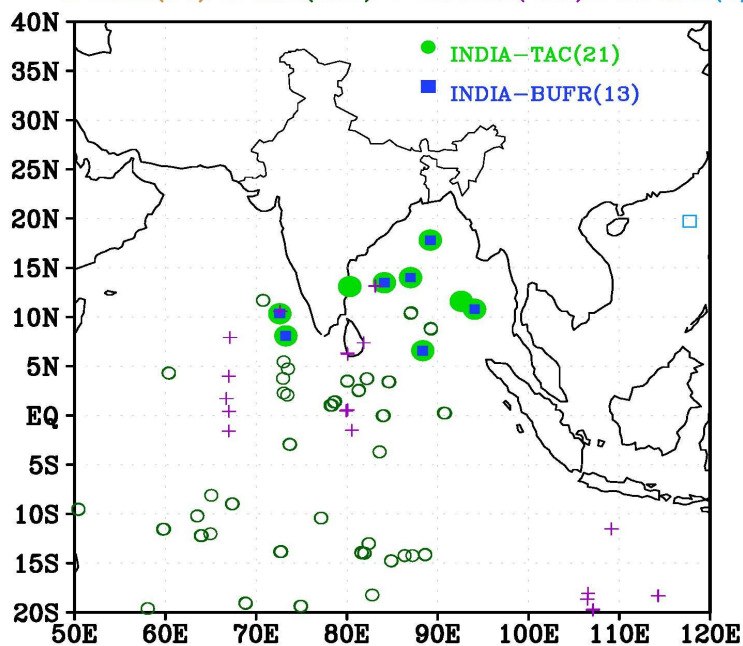 40N
INDIA-TAC(21)
35N
INDIA-BUFR(13)
30N
25N
20N
15N
10N
5N
EQ
5S
10S
15S
20S
50E 60E 70E 80E 90E 100E 110E 120E